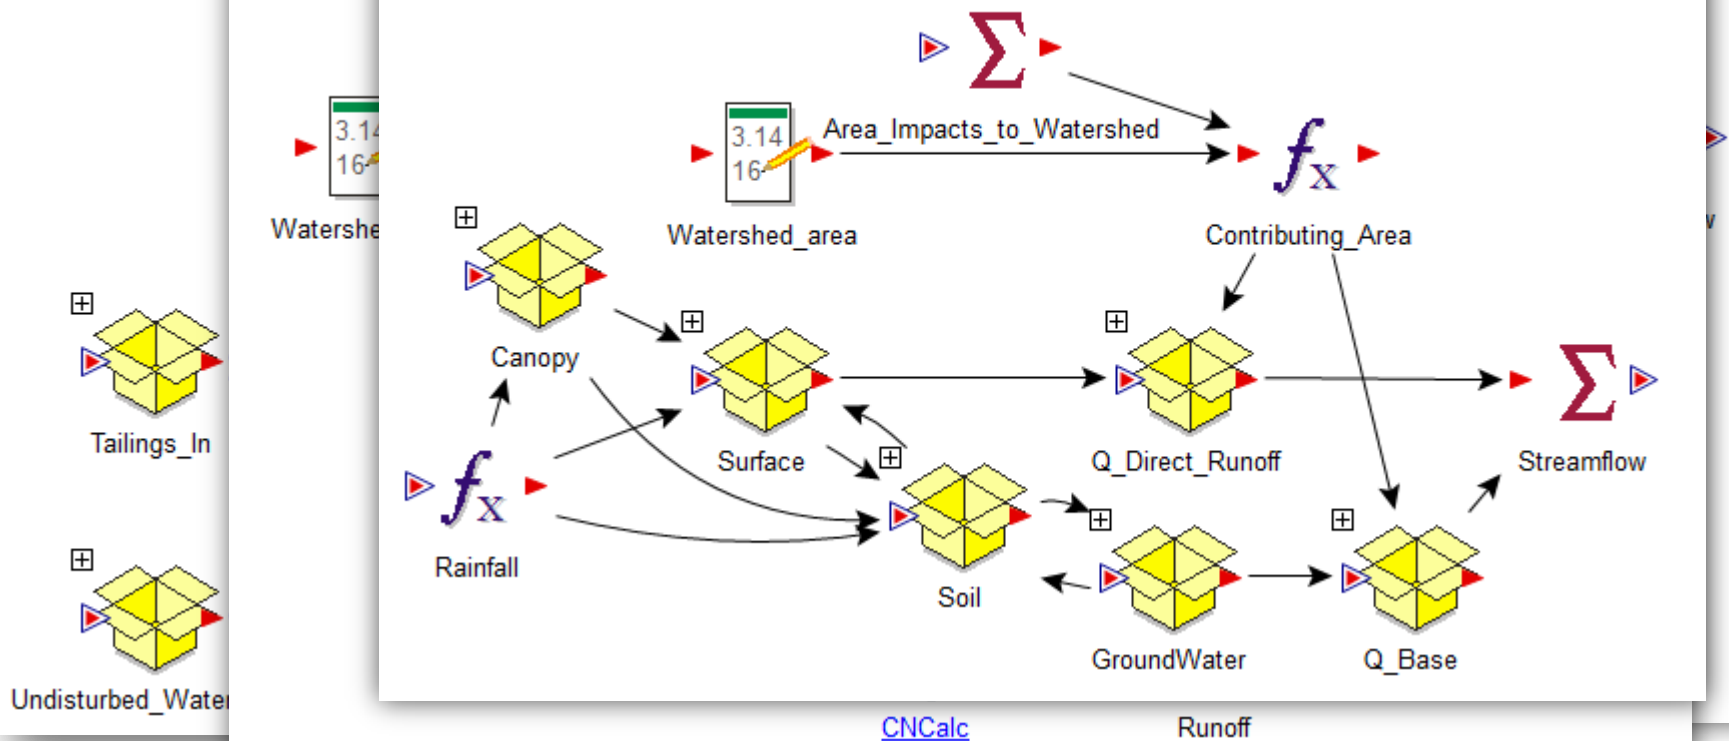 Area_Impacts_to_Watershed
3.14
16
Watershed_area
Contributing_Area
3.14
16
Watershe
Canopy
Surface
Q_Direct_Runoff
Streamflow
Tailings_In
Rainfall
Soil
GroundWater
Q_Base
Undisturbed_Water
CNCalc
Runoff